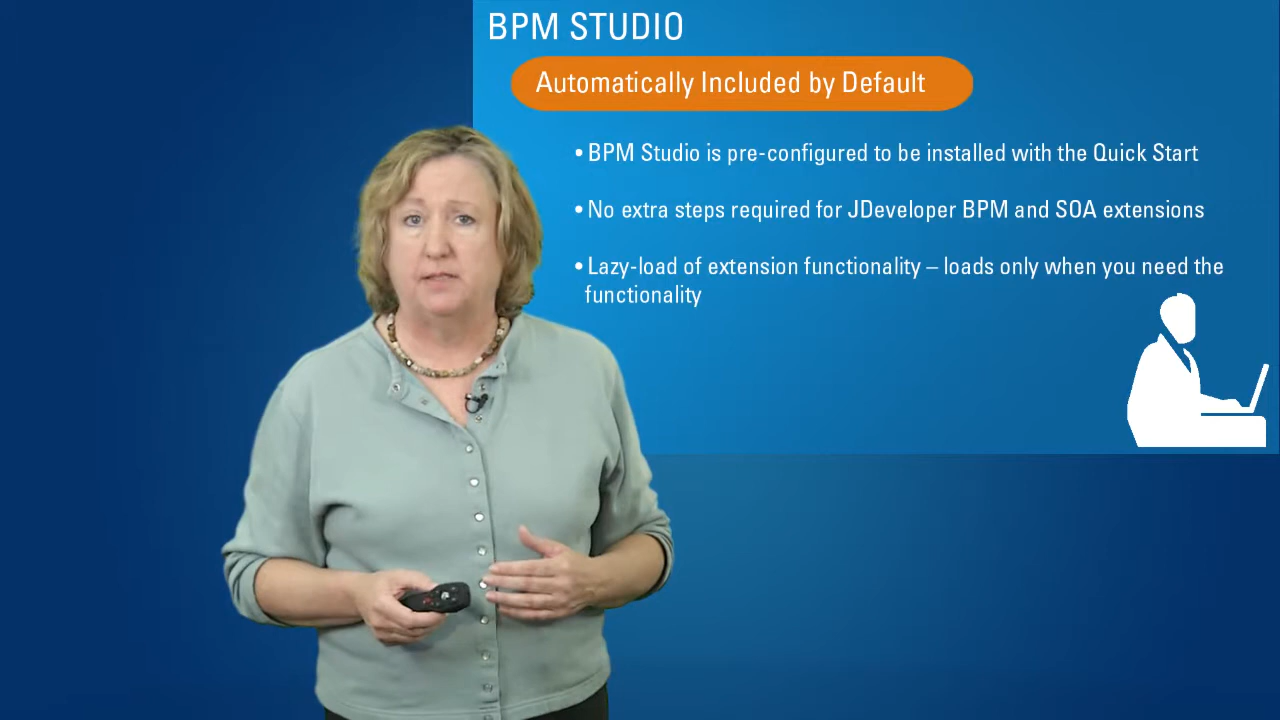 BPM STUDIO
Automatically Included by Default
• BPM Studio is pre-configured to be installed with the Quick Start
• No extra steps required for JDeveloper BPM and SOA extensions
• Lazy-load of extension functionality – loads only when you need the
functionality